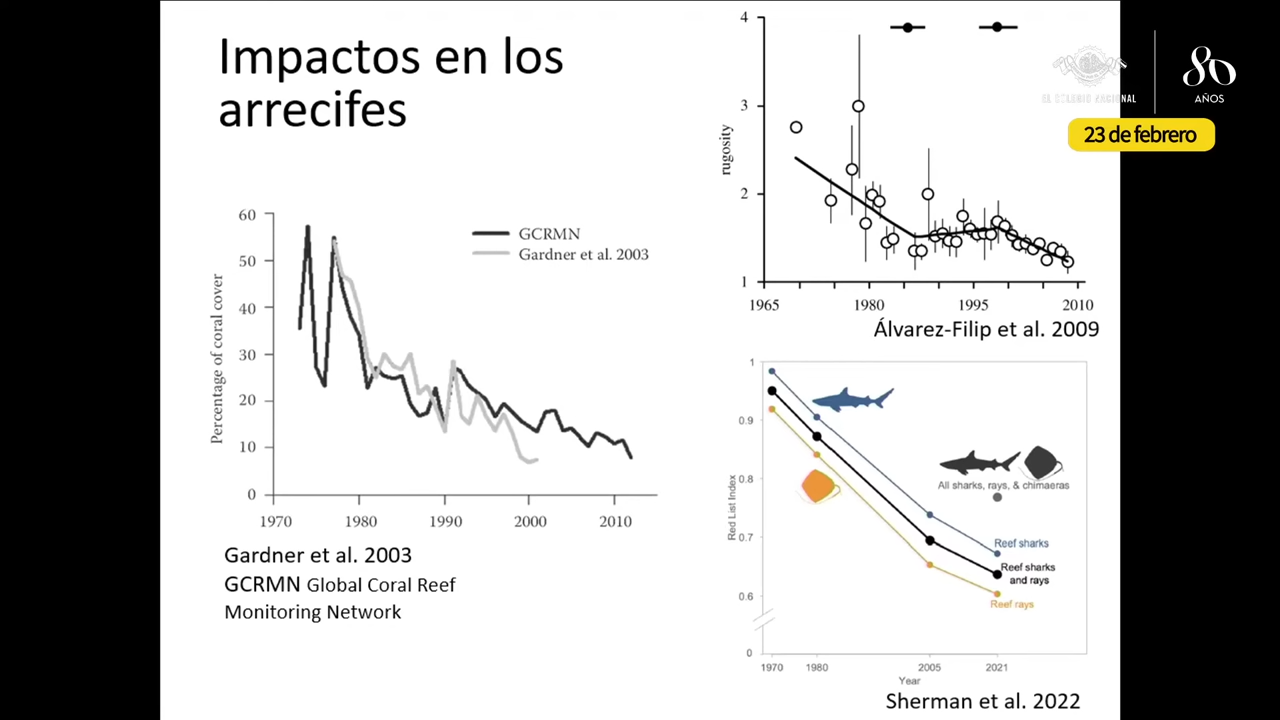 Impactos en los
arrecifes
60
50
40
30
20
10
0
Percentage of coral cover
GCRMN
Gardner et al. 2003
1970
1980
1990
2000
2010
Gardner et al. 2003
GCRMN Global Coral Reef
Monitoring Network
4
3
2
1
rugosity
1965
1980
1995
2010
Álvarez-Filip et al. 2009
EL COLEGIO NACIONAL
80
AÑOS
23 de febrero
1
0.9
0.8
0.7
0.6
0
Red List Index
All sharks, rays, & chimaeras
Reef sharks
Reef sharks
and rays
Reef rays
1970
1980
2005
2021
Year
Sherman et al. 2022